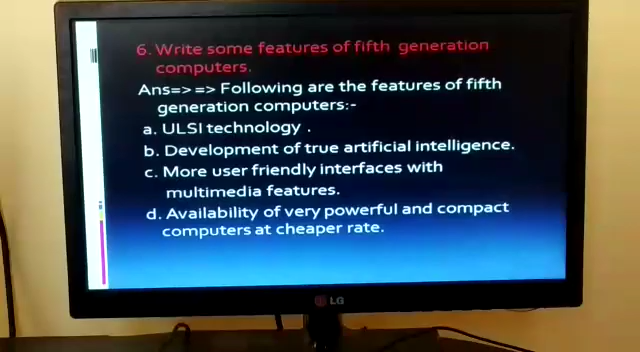 6. Write some features of fifth generation
computers.
Ans=> => Following are the features of fifth
generation computers:-
a. ULSI technology .
b. Development of true artificial intelligence.
c. More user friendly interfaces with
multimedia features.
d. Availability of very powerful and compact
computers at cheaper rate.
LG